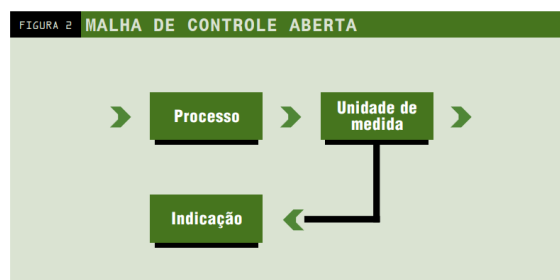 FIGURA 2 MALHA DE CONTROLE ABERTA
Processo
Unidade de
medida
Indicação